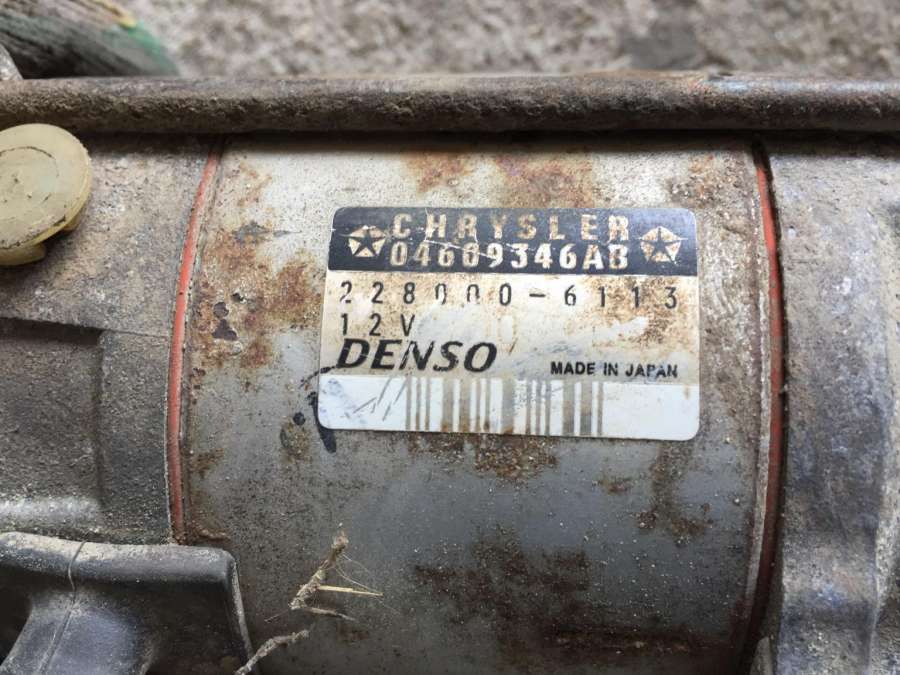 CHRYSLER
04609346AB
228000-6113
12V
DENSO
MADE IN JAPAN